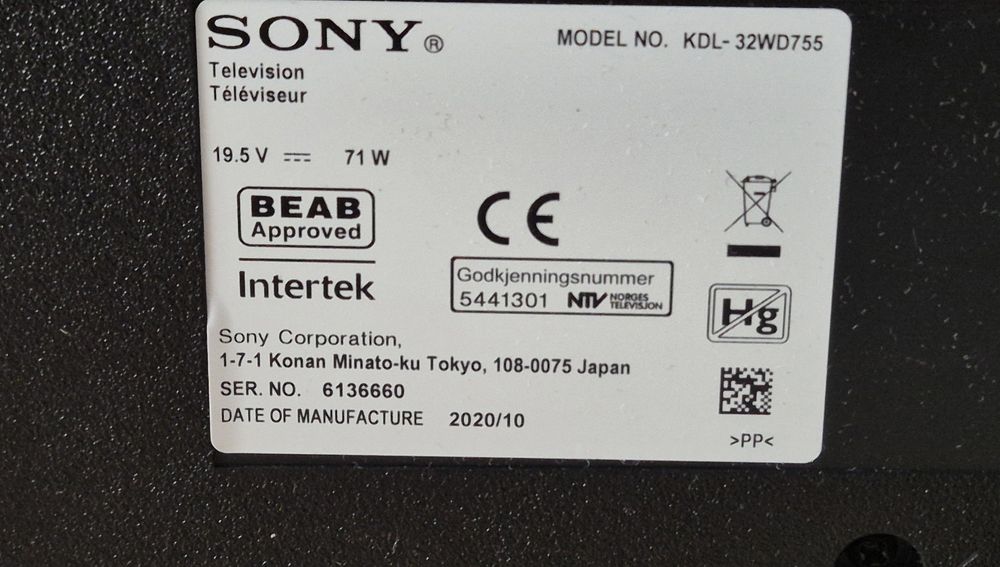 SONY®
MODEL NO. KDL-32WD755
Television
Téléviseur
19.5 V ⎓ 71 W
BEAB
Approved
Intertek
CE
Godkjenningsnummer
5441301 NTV NORGES TELEVISJON
Hg
Sony Corporation,
1-7-1 Konan Minato-ku Tokyo, 108-0075 Japan
SER. NO. 6136660
DATE OF MANUFACTURE 2020/10
>PP<